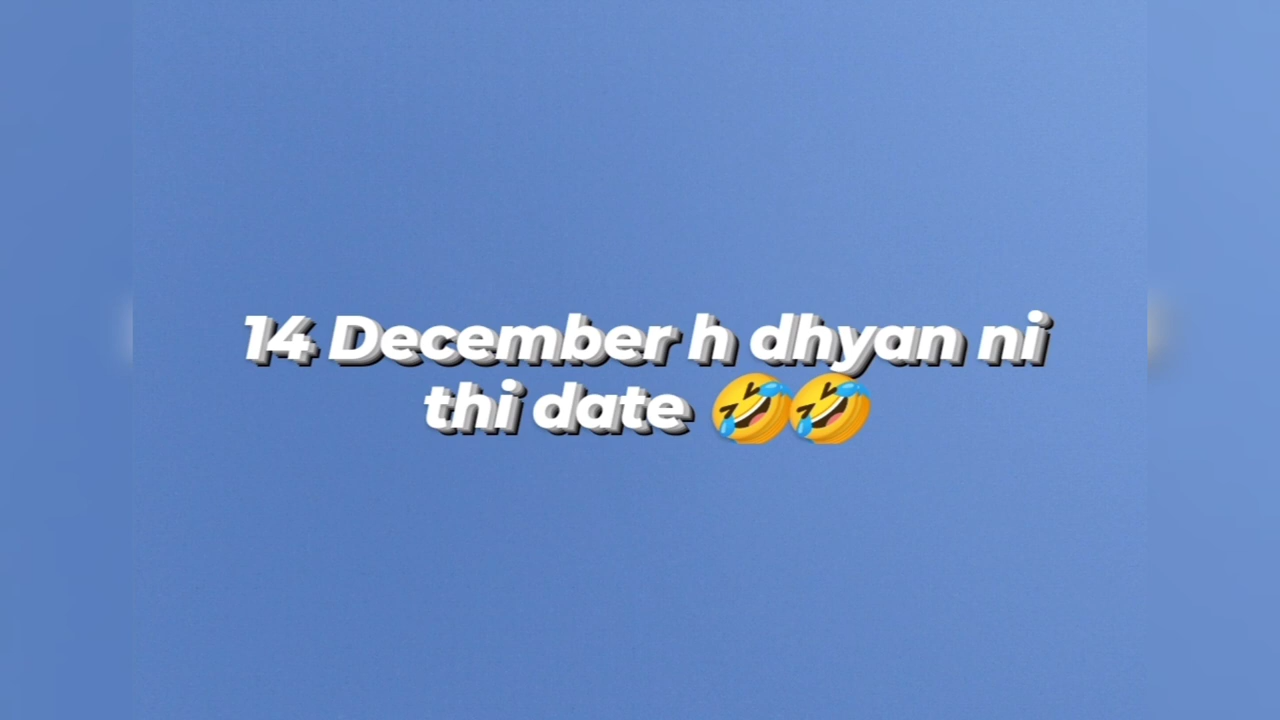 14 December h dhyan ni
thi date 🤣🤣